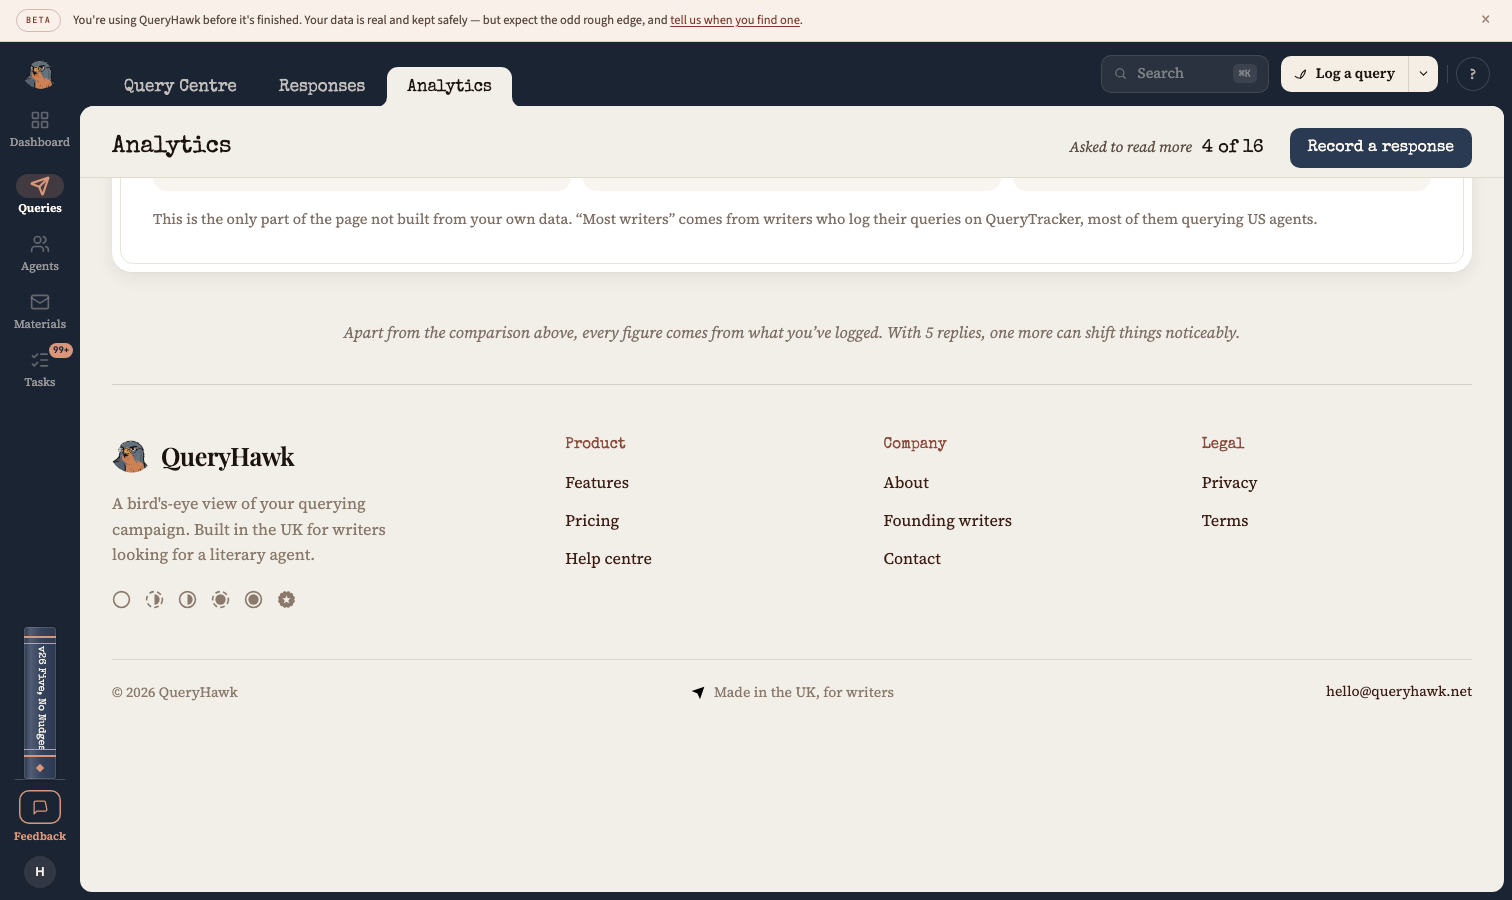 BETA
You're using QueryHawk before it's finished. Your data is real and kept safely — but expect the odd rough edge, and tell us when you find one.
×
Query Centre
Responses
Analytics
Search
⌘K
Log a query
?
Dashboard
Queries
Agents
Materials
99+
Tasks
v26 Five, No Nudges
Feedback
H
Analytics
Asked to read more 4 of 16
Record a response
This is the only part of the page not built from your own data. “Most writers” comes from writers who log their queries on QueryTracker, most of them querying US agents.
Apart from the comparison above, every figure comes from what you’ve logged. With 5 replies, one more can shift things noticeably.
QueryHawk
A bird's-eye view of your querying
campaign. Built in the UK for writers
looking for a literary agent.
Product
Features
Pricing
Help centre
Company
About
Founding writers
Contact
Legal
Privacy
Terms
© 2026 QueryHawk
Made in the UK, for writers
hello@queryhawk.net